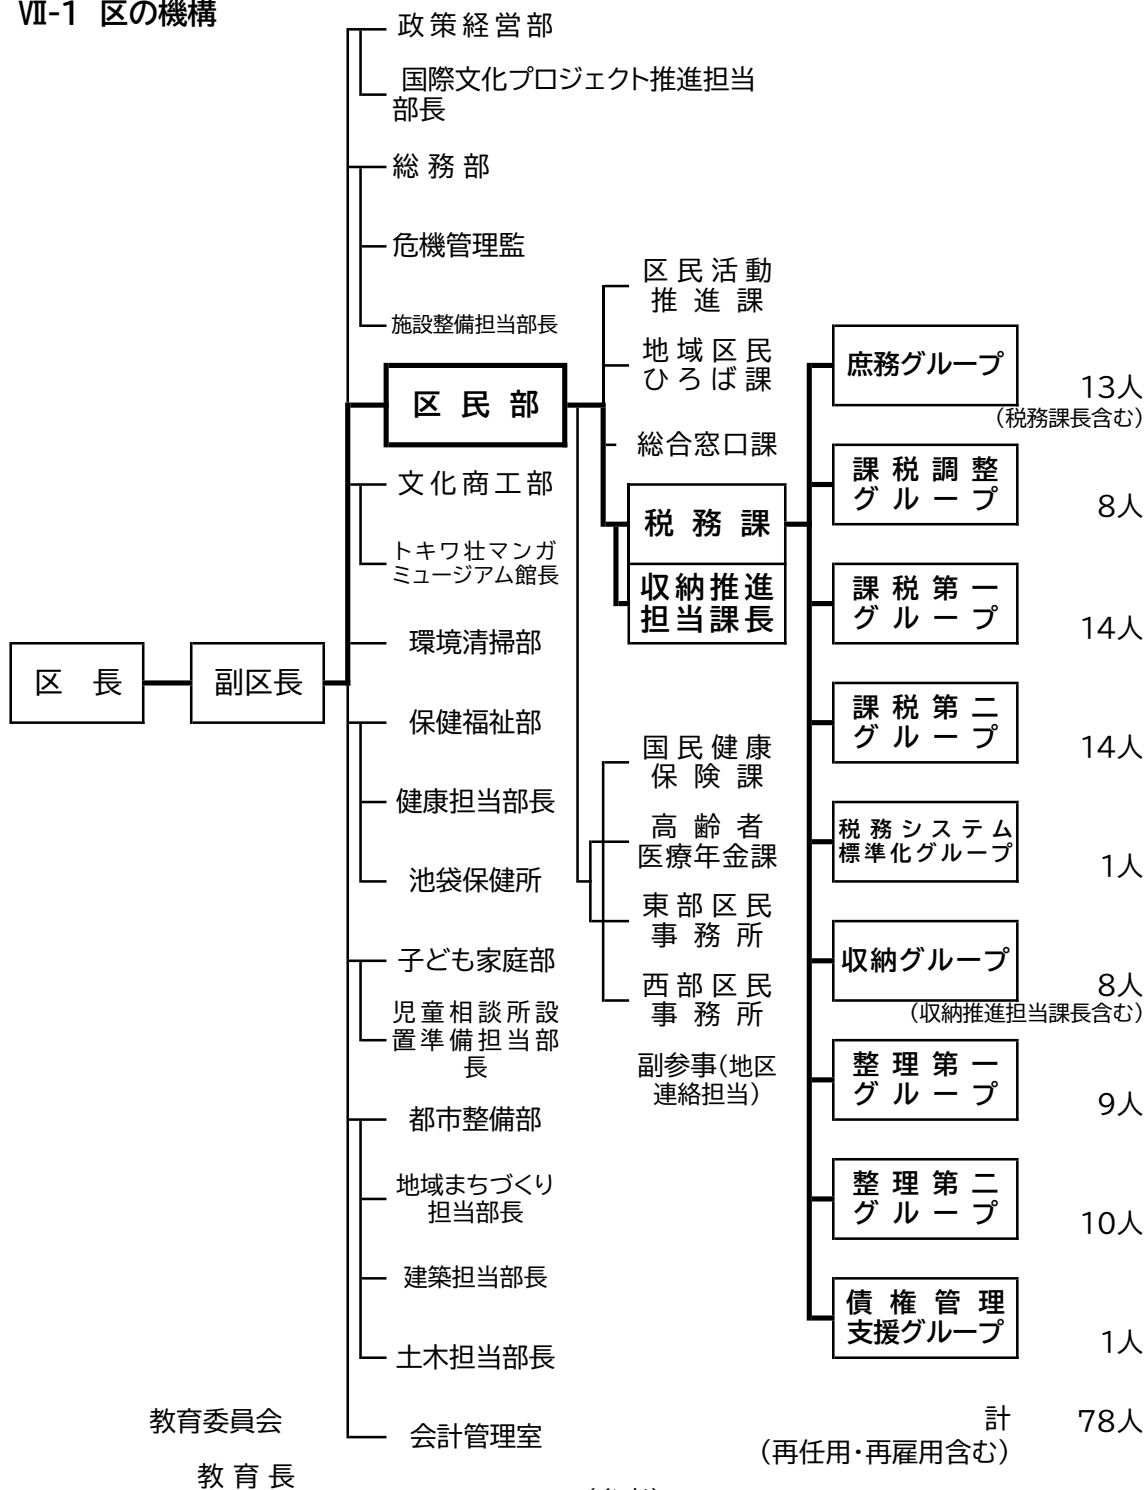 Ⅶ-1 区の機構
政策経営部
国際文化プロジェクト推進担当
部長
総務部
危機管理監
施設整備担当部長
区民部
文化商工部
トキワ荘マンガ
ミュージアム館長
環境清掃部
区長
副区長
保健福祉部
健康担当部長
池袋保健所
子ども家庭部
児童相談所設
置準備担当部
長
都市整備部
地域まちづくり
担当部長
建築担当部長
土木担当部長
会計管理室
教育委員会
教育長
区民活動
推進課
地域区民
ひろば課
総合窓口課
税務課
収納推進
担当課長
国民健康
保険課
高齢者
医療年金課
東部区民
事務所
西部区民
事務所
副参事(地区
連絡担当)
庶務グループ
13人
(税務課長含む)
課税調整
グループ
8人
課税第一
グループ
14人
課税第二
グループ
14人
税務システム
標準化グループ
1人
収納グループ
8人
(収納推進担当課長含む)
整理第一
グループ
9人
整理第二
グループ
10人
債権管理
支援グループ
1人
計 78人
(再任用・再雇用含む)